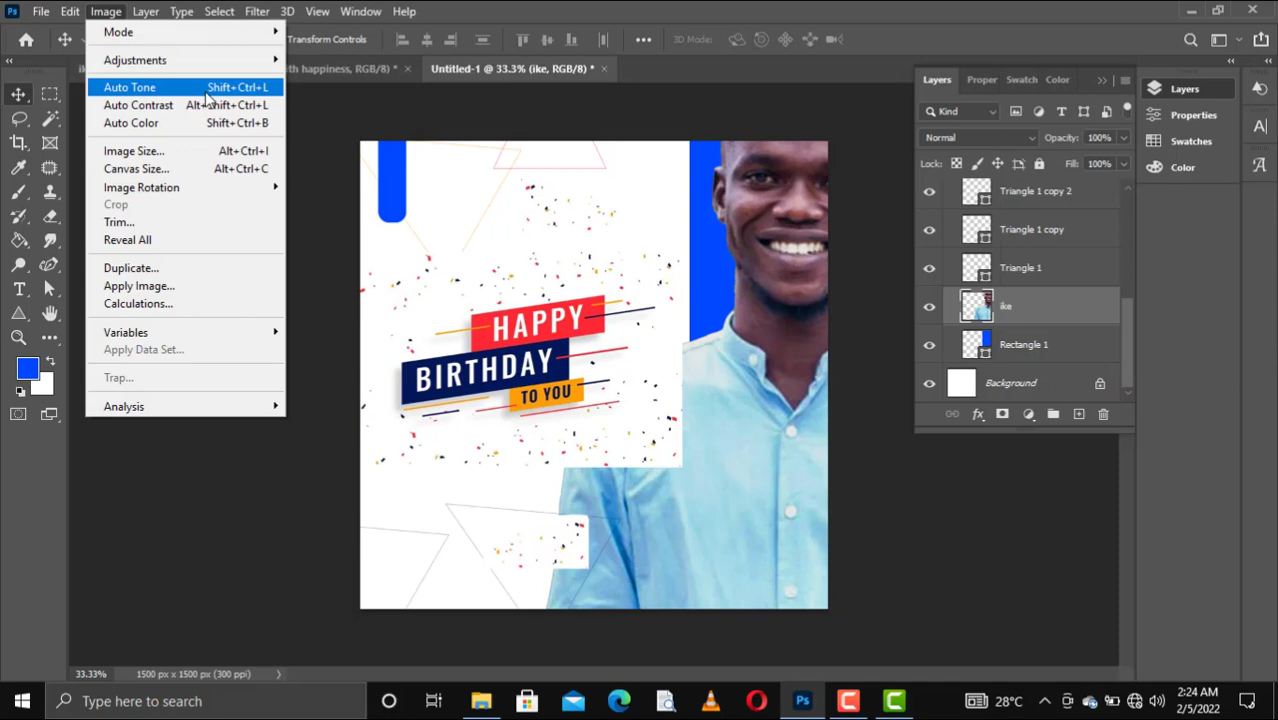 Ps File Edit Image Layer Type Select Filter 3D View Window Help
Transform Controls
3D Mode:
th happiness, RGB/8) * ×
Untitled-1 @ 33.3% (ike, RGB/8) * ×
Mode
Adjustments
Auto Tone Shift+Ctrl+L
Auto Contrast Alt+Shift+Ctrl+L
Auto Color Shift+Ctrl+B
Image Size... Alt+Ctrl+I
Canvas Size... Alt+Ctrl+C
Image Rotation
Crop
Trim...
Reveal All
Duplicate...
Apply Image...
Calculations...
Variables
Apply Data Set...
Trap...
Analysis
HAPPY
BIRTHDAY
TO YOU
Layers Proper Swatch Color
Kind
Normal Opacity: 100%
Lock: Fill: 100%
Triangle 1 copy 2
Triangle 1 copy
Triangle 1
ike
Rectangle 1
Background
fx
Layers
Properties
Swatches
Color
33.33% 1500 px x 1500 px (300 ppi)
Type here to search
Ps
28°C
2:24 AM
2/5/2022